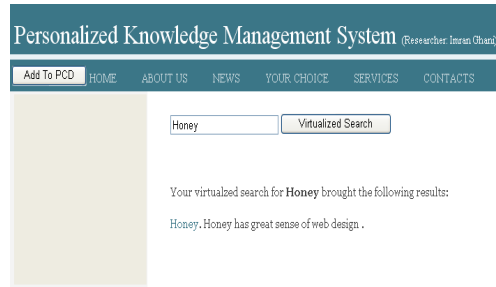 Personalized Knowledge Management System (Researcher: Imran Ghani)
Add To PCD HOME ABOUT US NEWS YOUR CHOICE SERVICES CONTACTS
Honey Virtualized Search
Your virtualzed search for Honey brought the following results:
Honey. Honey has great sense of web design .